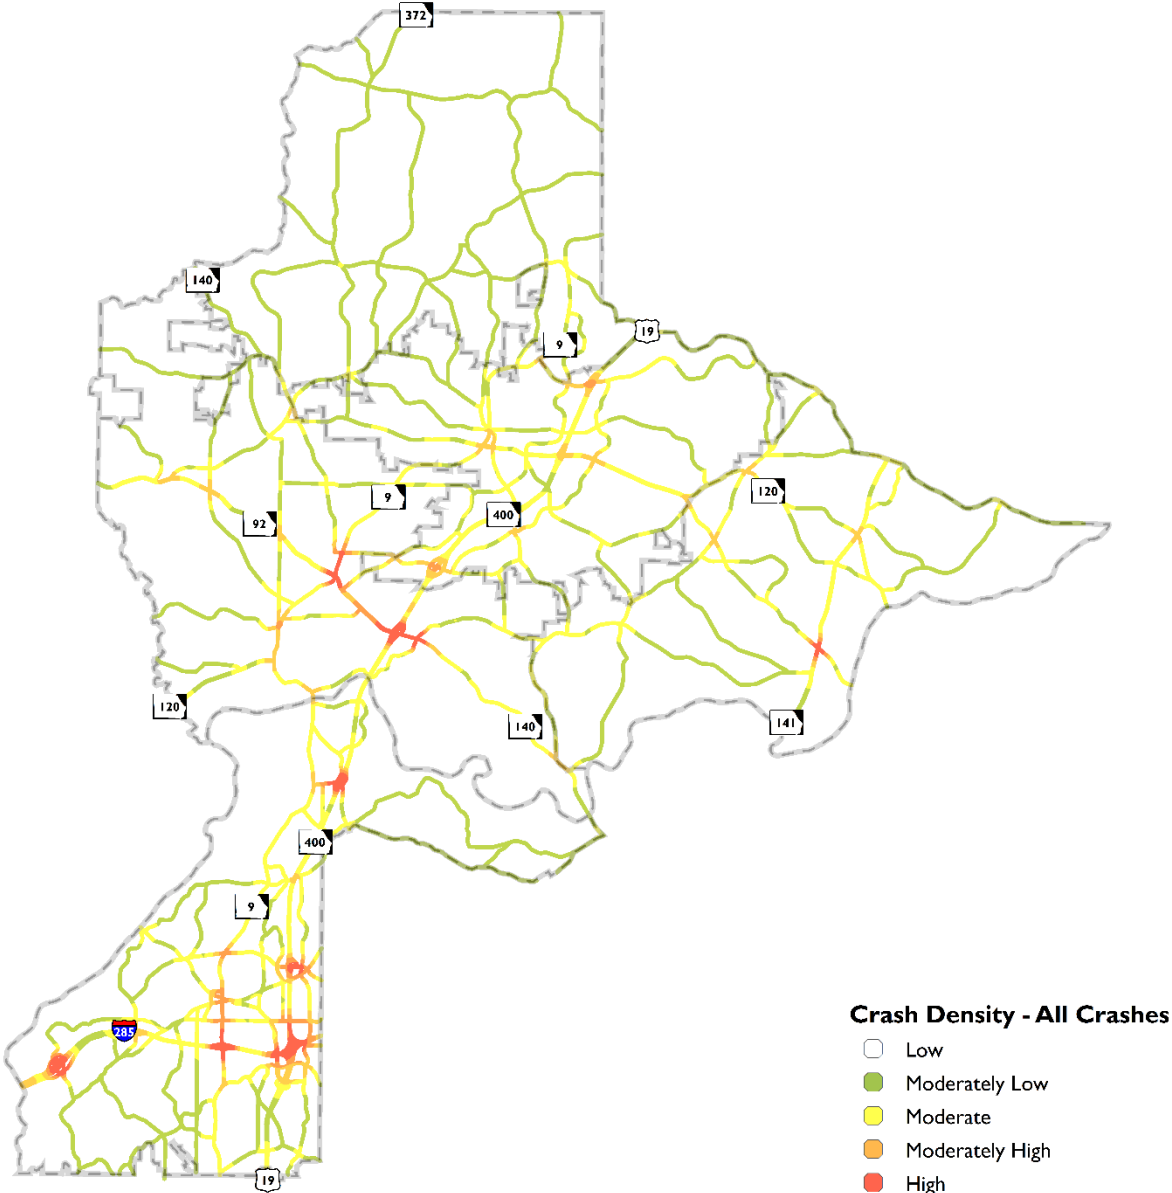 372
140
19
9
120
9
400
92
120
140
141
400
9
285
19
Crash Density - All Crashes
Low
Moderately Low
Moderate
Moderately High
High